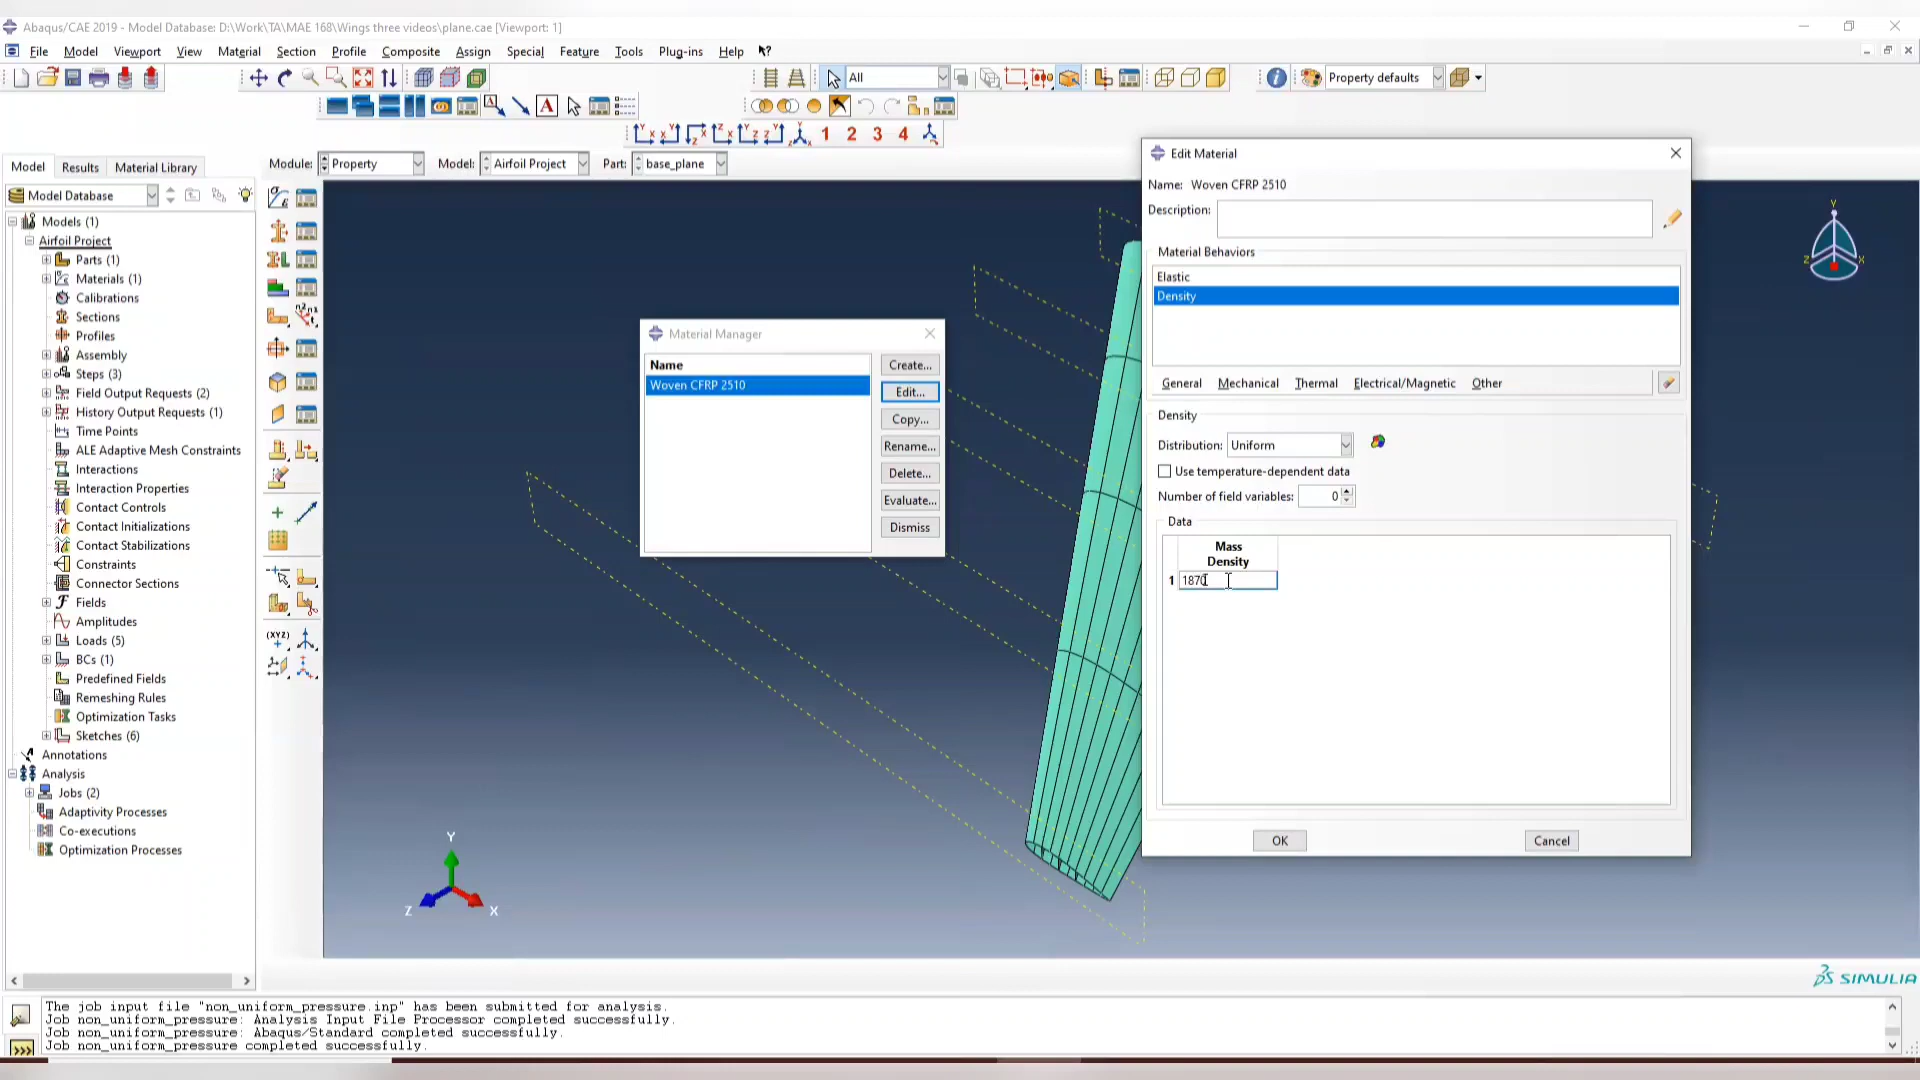 Abaqus/CAE 2019 - Model Database: D:\Work\TA\MAE 168\Wings three videos\plane.cae [Viewport: 1]
File Model Viewport View Material Section Profile Composite Assign Special Feature Tools Plug-ins Help
All
Property defaults
A
1 2 3 4
Model Results Material Library
Module: Property Model: Airfoil Project Part: base_plane
Model Database
Models (1)
Airfoil Project
Parts (1)
Materials (1)
Calibrations
Sections
Profiles
Assembly
Steps (3)
Field Output Requests (2)
History Output Requests (1)
Time Points
ALE Adaptive Mesh Constraints
Interactions
Interaction Properties
Contact Controls
Contact Initializations
Contact Stabilizations
Constraints
Connector Sections
Fields
Amplitudes
Loads (5)
BCs (1)
Predefined Fields
Remeshing Rules
Optimization Tasks
Sketches (6)
Annotations
Analysis
Jobs (2)
Adaptivity Processes
Co-executions
Optimization Processes
(XYZ)
Material Manager
Name
Woven CFRP 2510
Create...
Edit...
Copy...
Rename...
Delete...
Evaluate...
Dismiss
Edit Material
Name: Woven CFRP 2510
Description:
Material Behaviors
Elastic
Density
General Mechanical Thermal Electrical/Magnetic Other
Density
Distribution: Uniform
Use temperature-dependent data
Number of field variables: 0
Data
Mass
Density
1 1870
OK Cancel
Y
Z X
Y
Z X
SIMULIA
The job input file "non_uniform_pressure.inp" has been submitted for analysis.
Job non_uniform_pressure: Analysis Input File Processor completed successfully.
Job non_uniform_pressure: Abaqus/Standard completed successfully.
Job non_uniform_pressure completed successfully.
>>>